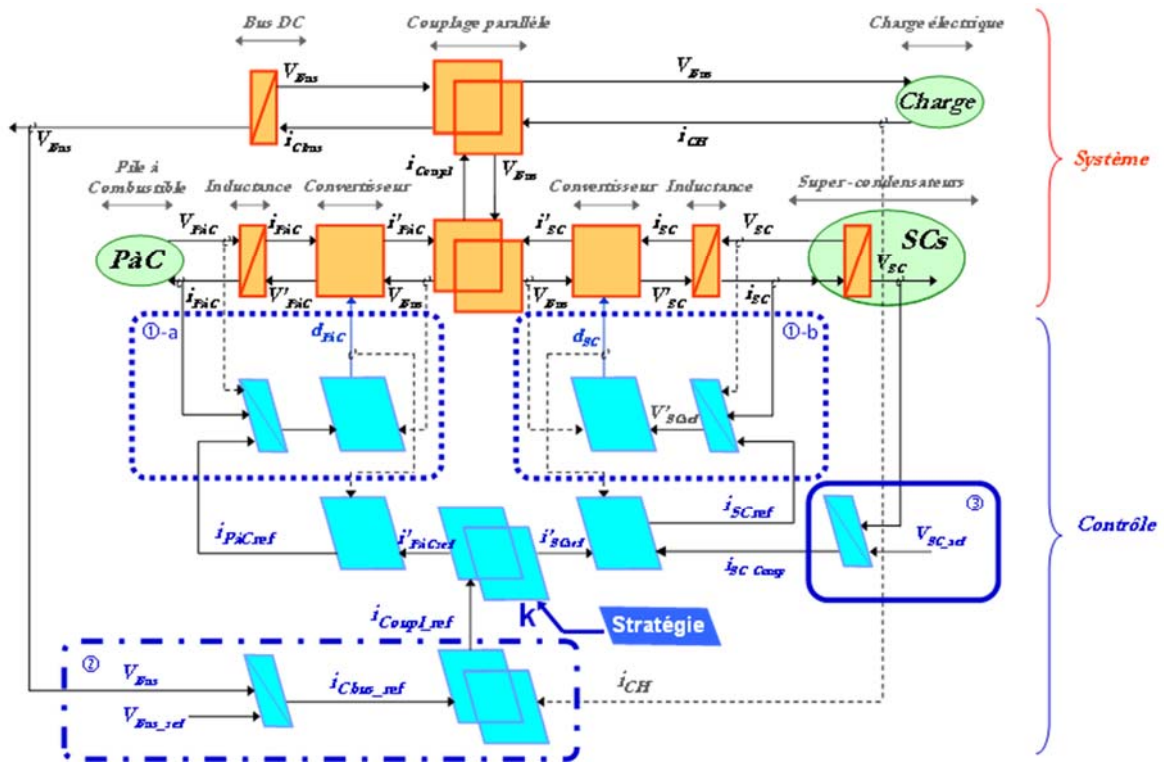 Bus DC
Couplage parallèle
Charge électrique
V_Bus
V_Bus
Charge
V_Bus
i_Cbus
i_CH
i_Coupl
V_Bus
Système
Pile à
Combustible
Inductance
Convertisseur
Convertisseur
Inductance
Super-condensateurs
V_PàC
i_PàC
i'_PàC
i'_SC
i_SC
V_SC
SCs
PàC
V_SC
i_PàC
V'_PàC
V_Bus
V_Bus
V'_SC
i_SC
①-a
d_PàC
d_SC
①-b
V'_SCref
③
i_PàCref
i'_PàCref
i'_SCref
i_SCref
V_SC_ref
i_SC Comp
Contrôle
k
Stratégie
i_Coupl_ref
②
V_Bus
i_Cbus_ref
i_CH
V_Bus_ref